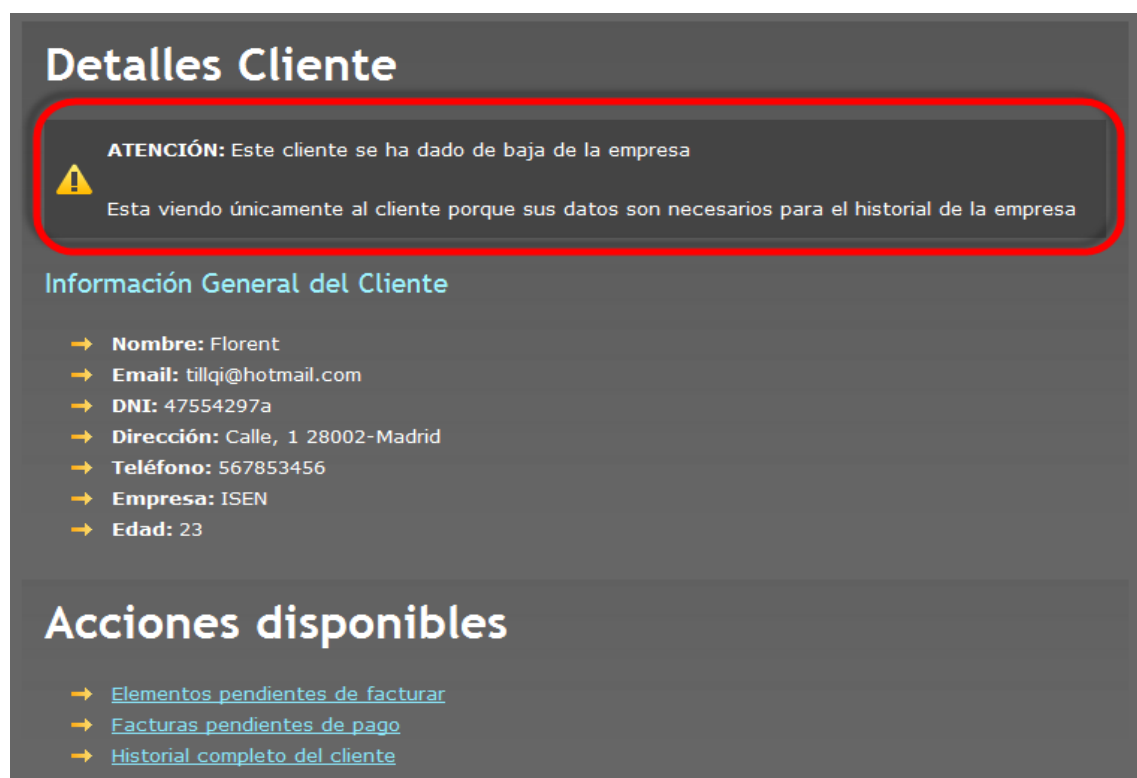 Detalles Cliente
ATENCIÓN: Este cliente se ha dado de baja de la empresa
Esta viendo únicamente al cliente porque sus datos son necesarios para el historial de la empresa
Información General del Cliente
Nombre: Florent
Email: tillqi@hotmail.com
DNI: 47554297a
Dirección: Calle, 1 28002-Madrid
Teléfono: 567853456
Empresa: ISEN
Edad: 23
Acciones disponibles
Elementos pendientes de facturar
Facturas pendientes de pago
Historial completo del cliente